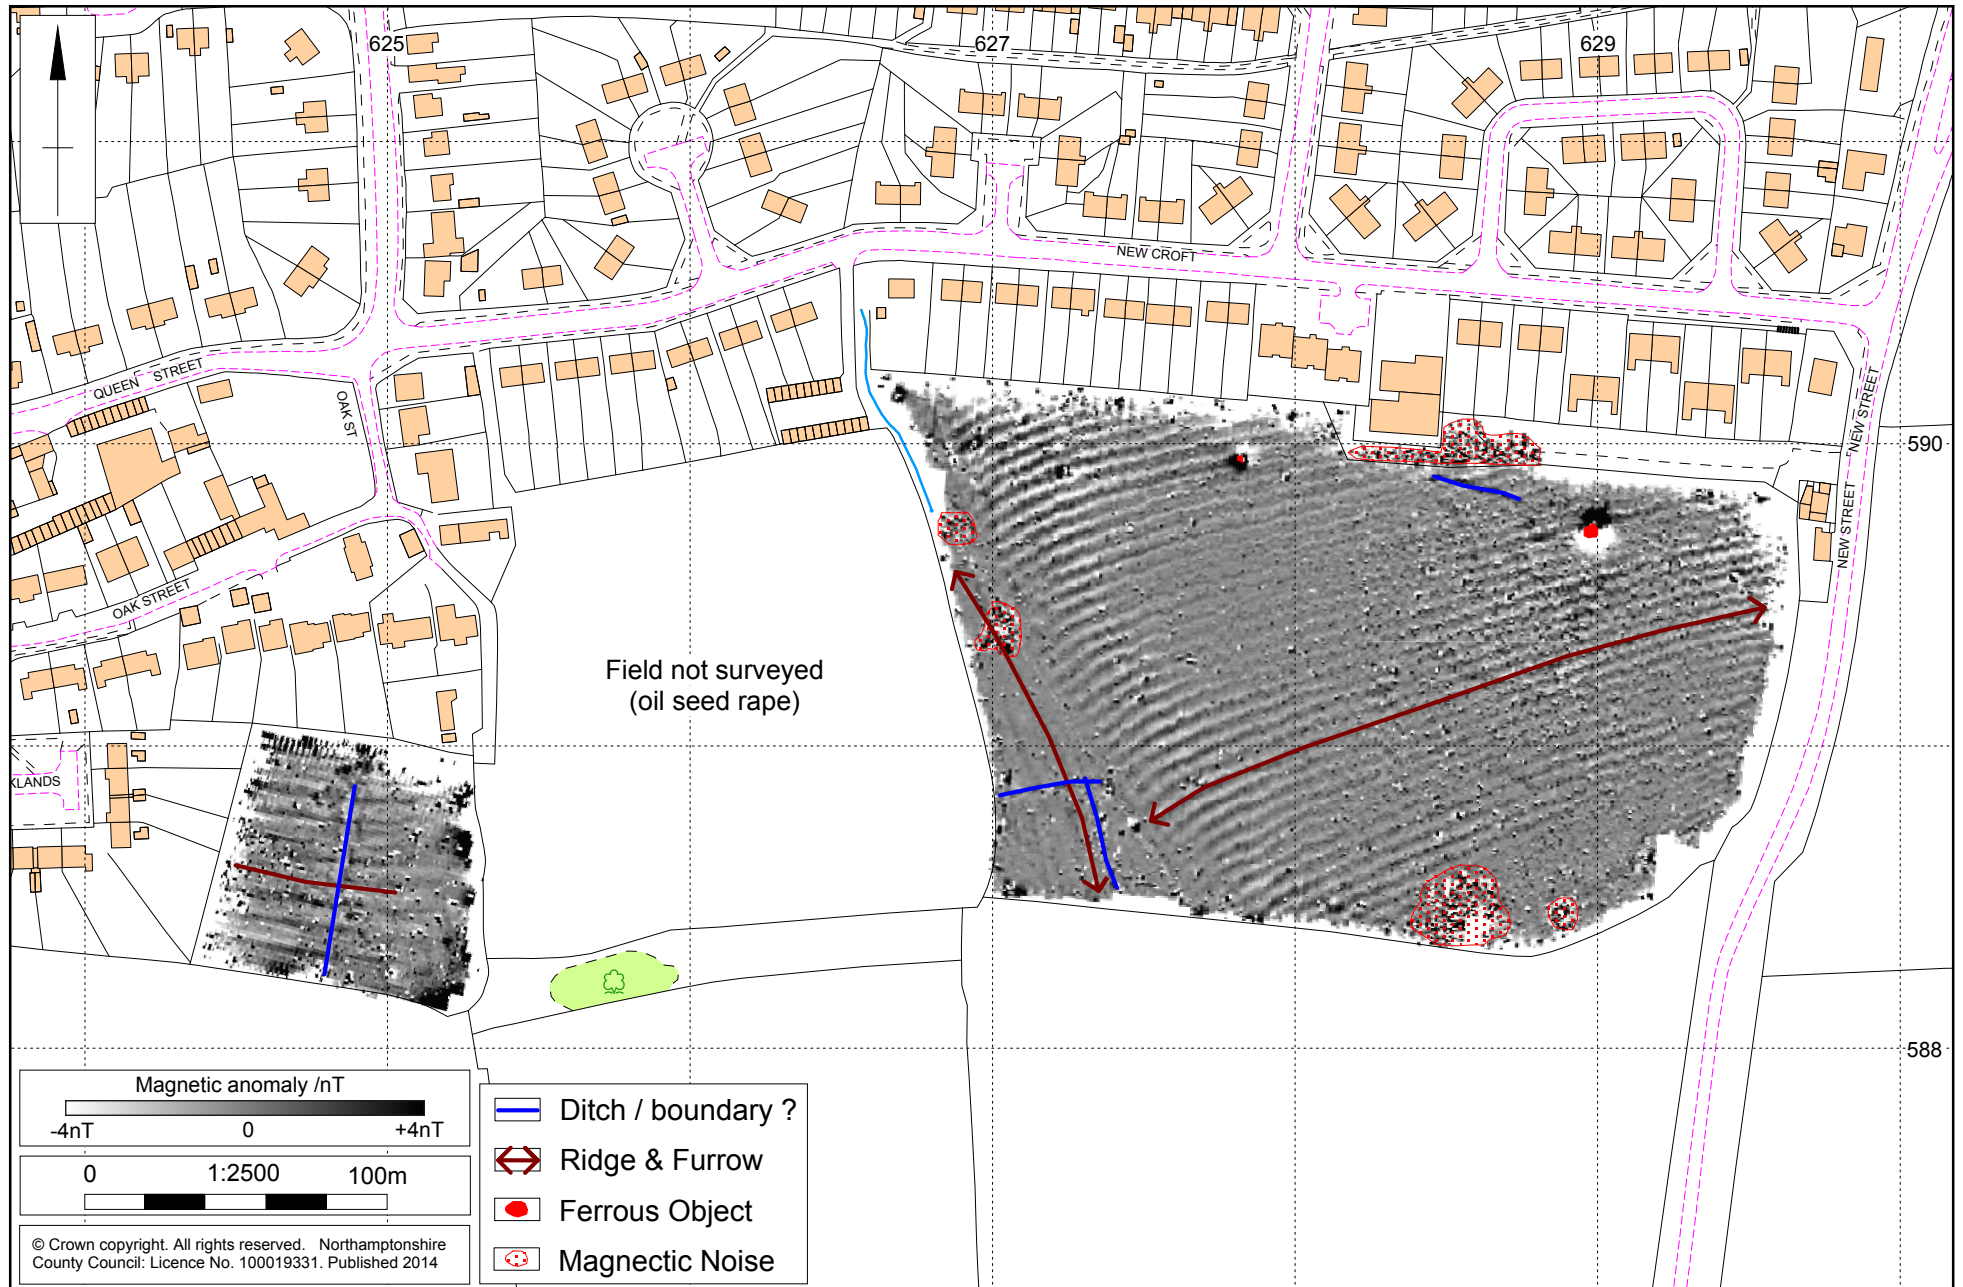 625
627
629
NEW CROFT
QUEEN STREET
OAK ST
NEW STREET
590
NEW STREET
OAK STREET
Field not surveyed
(oil seed rape)
KLANDS
588
Magnetic anomaly /nT
-4nT 0 +4nT
0 1:2500 100m
© Crown copyright. All rights reserved. Northamptonshire
County Council: Licence No. 100019331. Published 2014
Ditch / boundary ?
Ridge & Furrow
Ferrous Object
Magnectic Noise